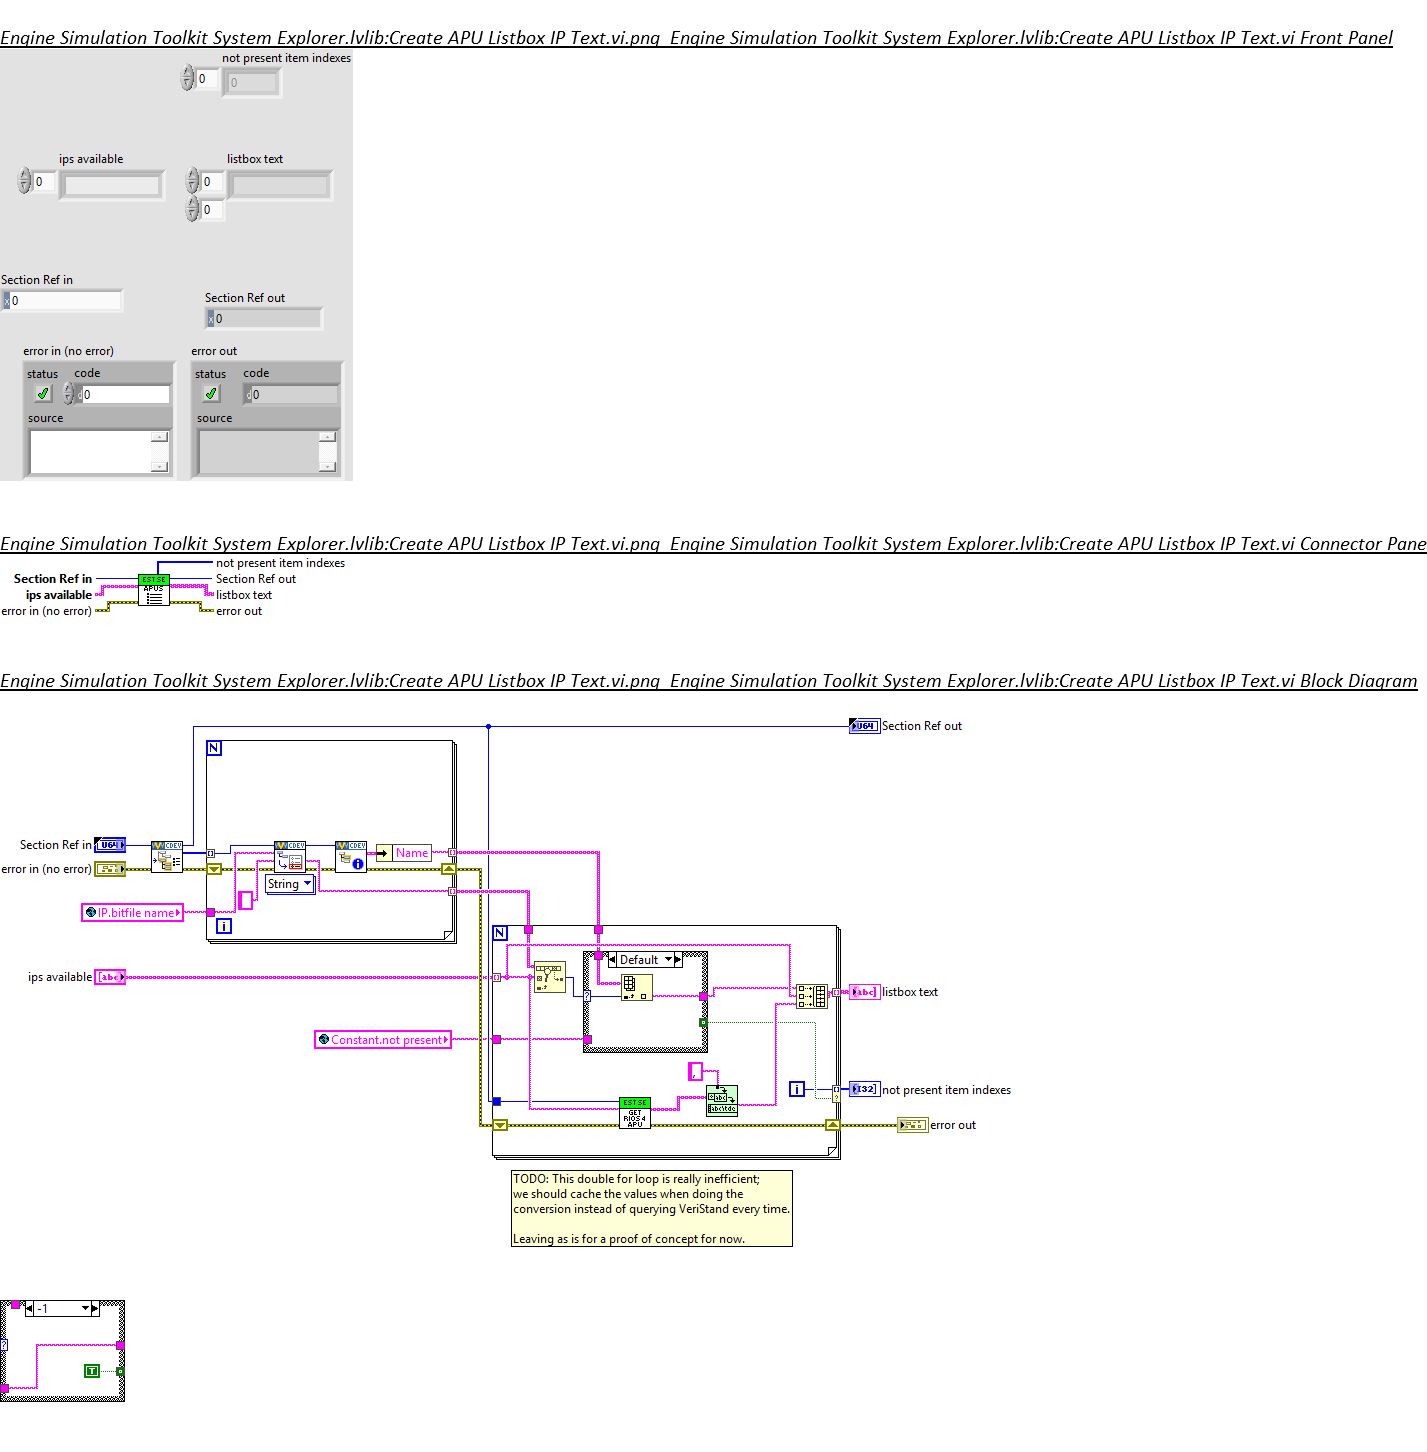 Engine Simulation Toolkit System Explorer.lvlib:Create APU Listbox IP Text.vi.png  Engine Simulation Toolkit System Explorer.lvlib:Create APU Listbox IP Text.vi Front Panel
not present item indexes
0
0
ips available
listbox text
0
0
0
Section Ref in
x 0
Section Ref out
x 0
error in (no error)
error out
status
code
status
code
d 0
d 0
source
source
Engine Simulation Toolkit System Explorer.lvlib:Create APU Listbox IP Text.vi.png  Engine Simulation Toolkit System Explorer.lvlib:Create APU Listbox IP Text.vi Connector Pane
not present item indexes
Section Ref in
EST SE
APUS
Section Ref out
ips available
listbox text
error in (no error)
error out
Engine Simulation Toolkit System Explorer.lvlib:Create APU Listbox IP Text.vi.png  Engine Simulation Toolkit System Explorer.lvlib:Create APU Listbox IP Text.vi Block Diagram
U64
Section Ref out
N
Section Ref in
U64
CDEV
CDEV
CDEV
Name
error in (no error)
String
IP.bitfile name
i
N
Default
ips available
abc
abc
listbox text
Constant.not present
,
i
I32
not present item indexes
EST SE
GET
RIOS 4
APU
error out
TODO: This double for loop is really inefficient;
we should cache the values when doing the
conversion instead of querying VeriStand every time.
Leaving as is for a proof of concept for now.
-1
?
T